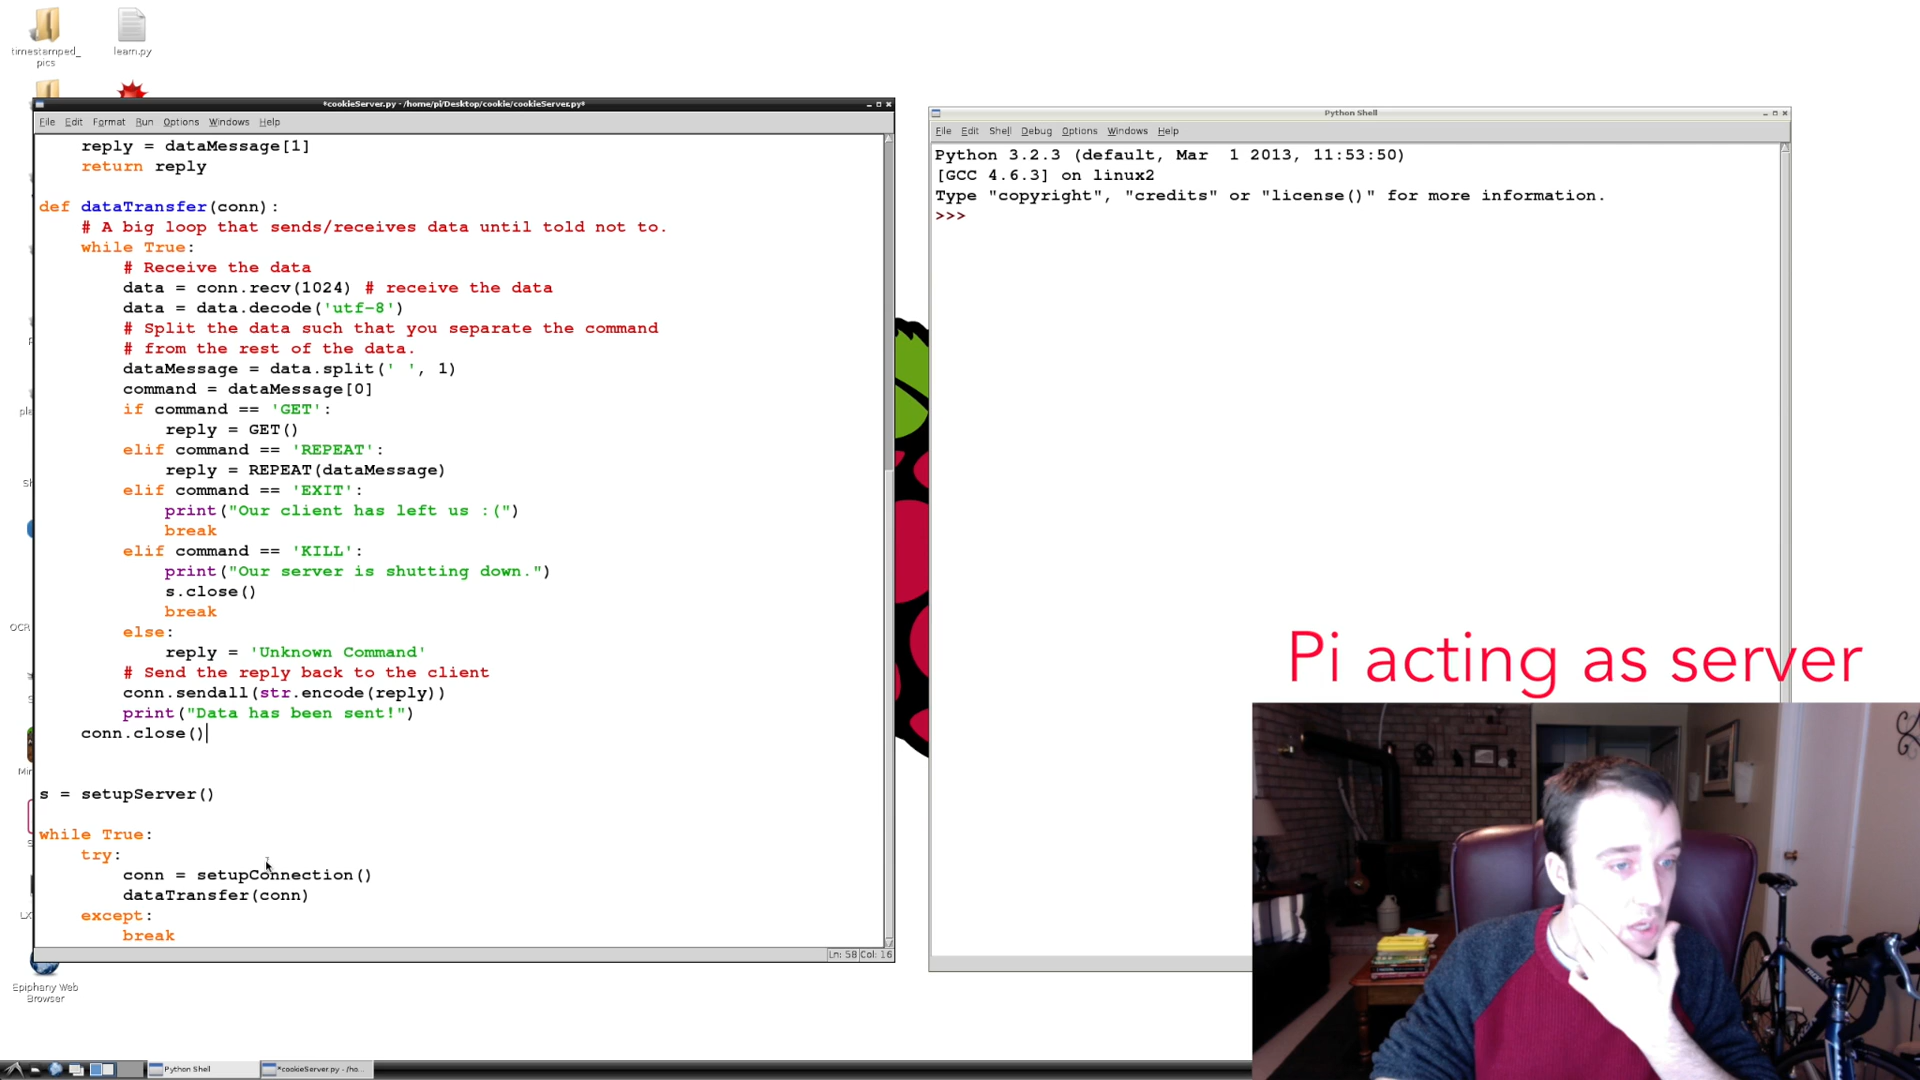 timestamped_
pics
learn.py
*cookieServer.py - /home/pi/Desktop/cookie/cookieServer.py*
File Edit Format Run Options Windows Help
reply = dataMessage[1]
return reply
def dataTransfer(conn):
# A big loop that sends/receives data until told not to.
while True:
# Receive the data
data = conn.recv(1024) # receive the data
data = data.decode('utf-8')
# Split the data such that you separate the command
# from the rest of the data.
dataMessage = data.split(' ', 1)
command = dataMessage[0]
if command == 'GET':
reply = GET()
elif command == 'REPEAT':
reply = REPEAT(dataMessage)
elif command == 'EXIT':
print("Our client has left us :(")
break
elif command == 'KILL':
print("Our server is shutting down.")
s.close()
break
else:
reply = 'Unknown Command'
# Send the reply back to the client
conn.sendall(str.encode(reply))
print("Data has been sent!")
conn.close()
s = setupServer()
while True:
try:
conn = setupConnection()
dataTransfer(conn)
except:
break
Ln: 58 Col: 16
Python Shell
File Edit Shell Debug Options Windows Help
Python 3.2.3 (default, Mar  1 2013, 11:53:50)
[GCC 4.6.3] on linux2
Type "copyright", "credits" or "license()" for more information.
>>>
Pi acting as server
OCR
Epiphany Web
Browser
Python Shell
*cookieServer.py - /ho...